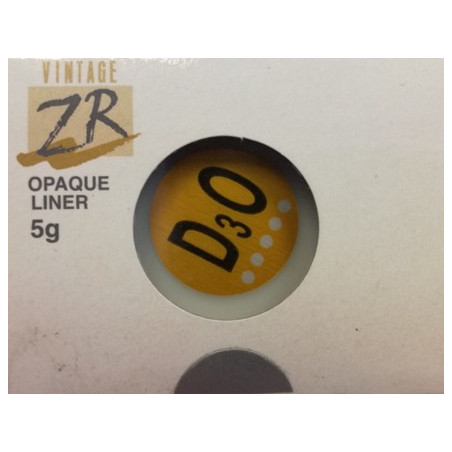 VINTAGE
ZR
OPAQUE
LINER
5g
D3O